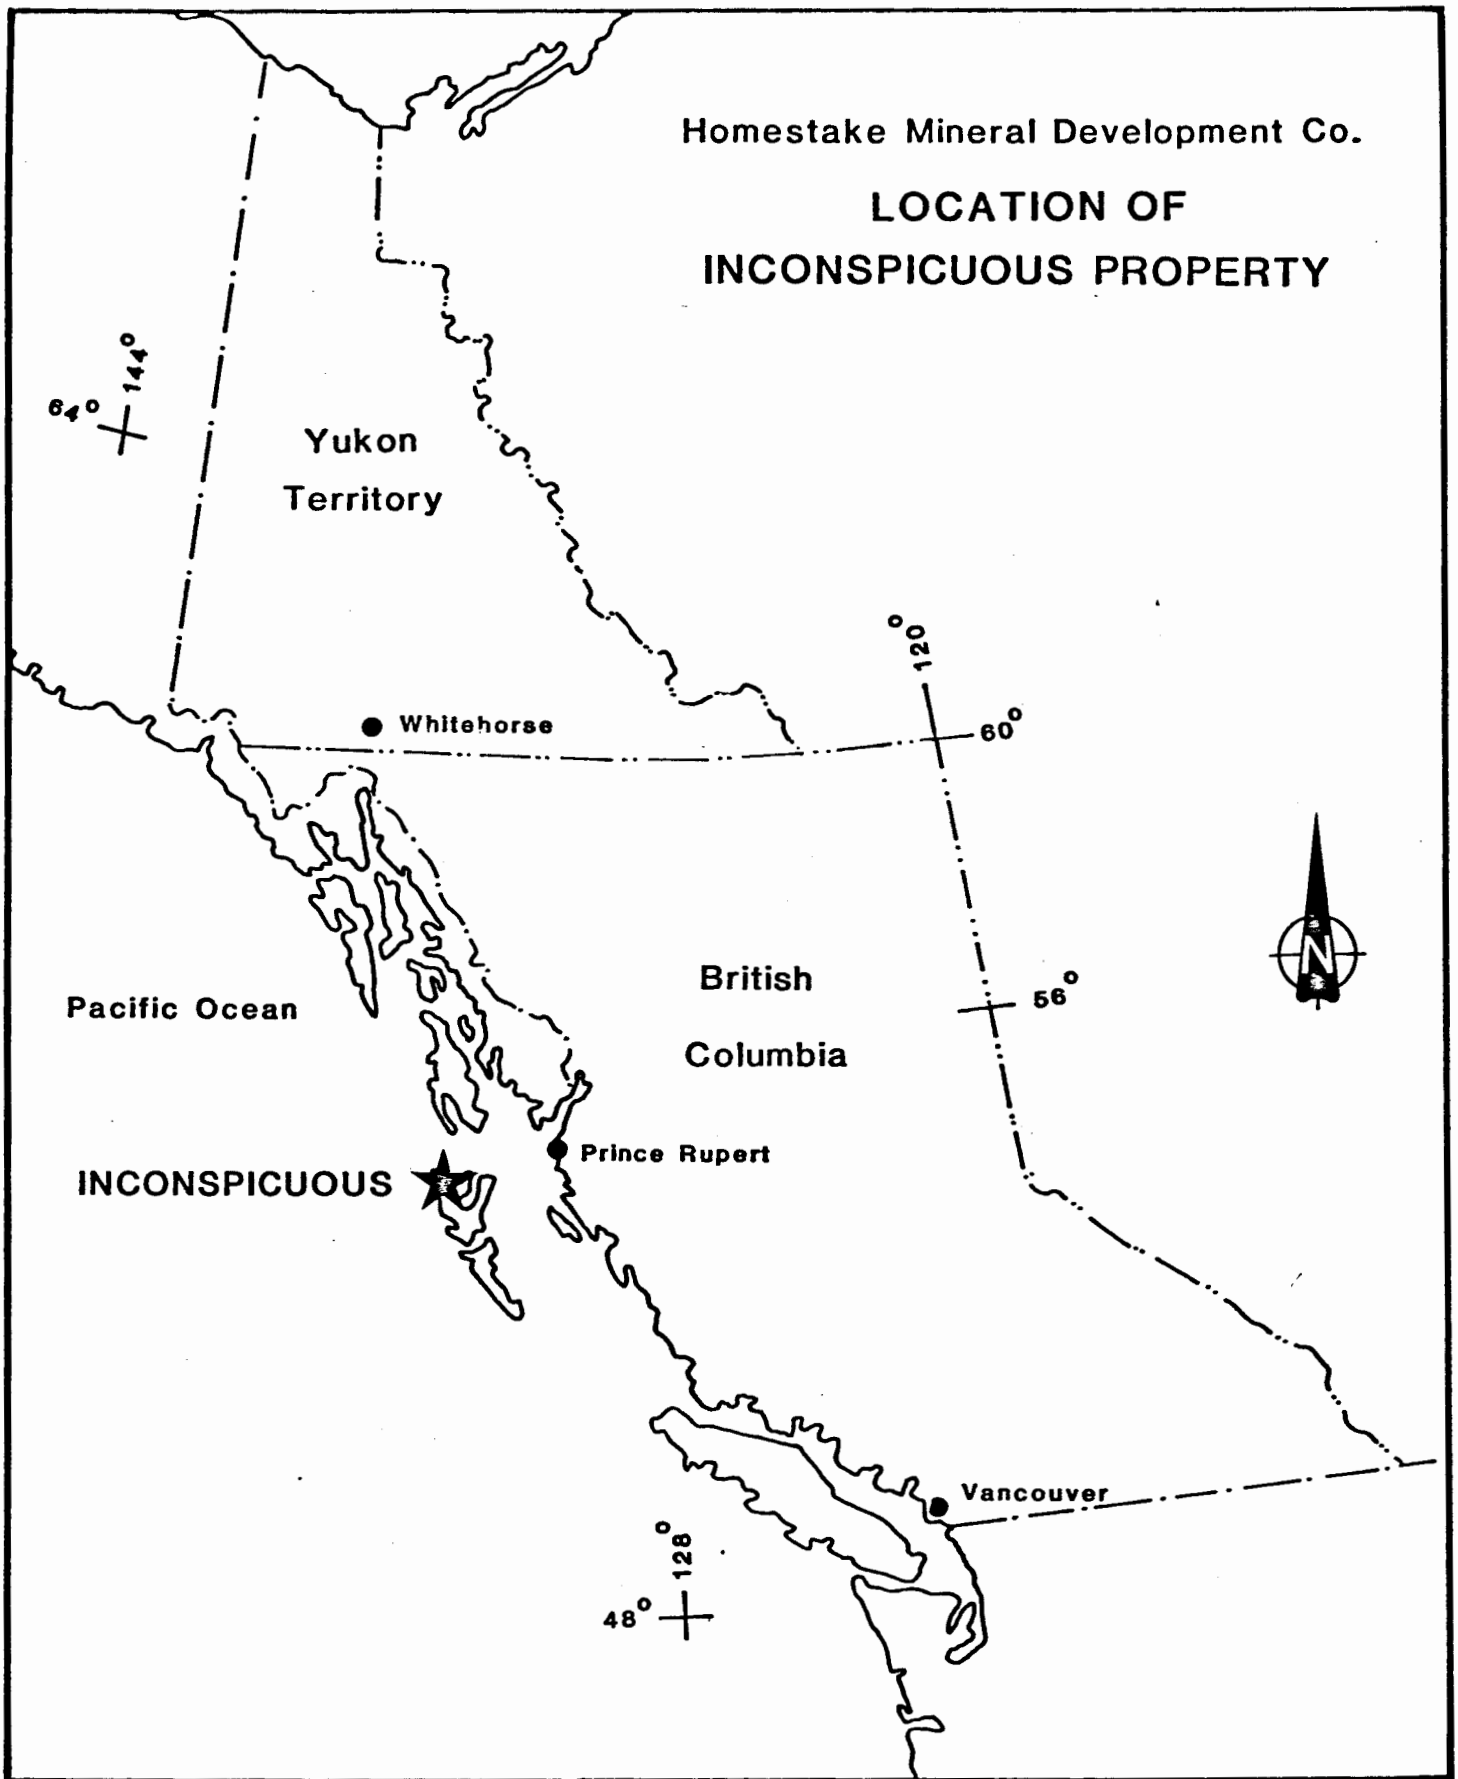 Homestake Mineral Development Co.
LOCATION OF
INCONSPICUOUS PROPERTY
144°
64°
Yukon
Territory
120°
60°
Whitehorse
N
56°
British
Columbia
Pacific Ocean
Prince Rupert
INCONSPICUOUS
Vancouver
128°
48°